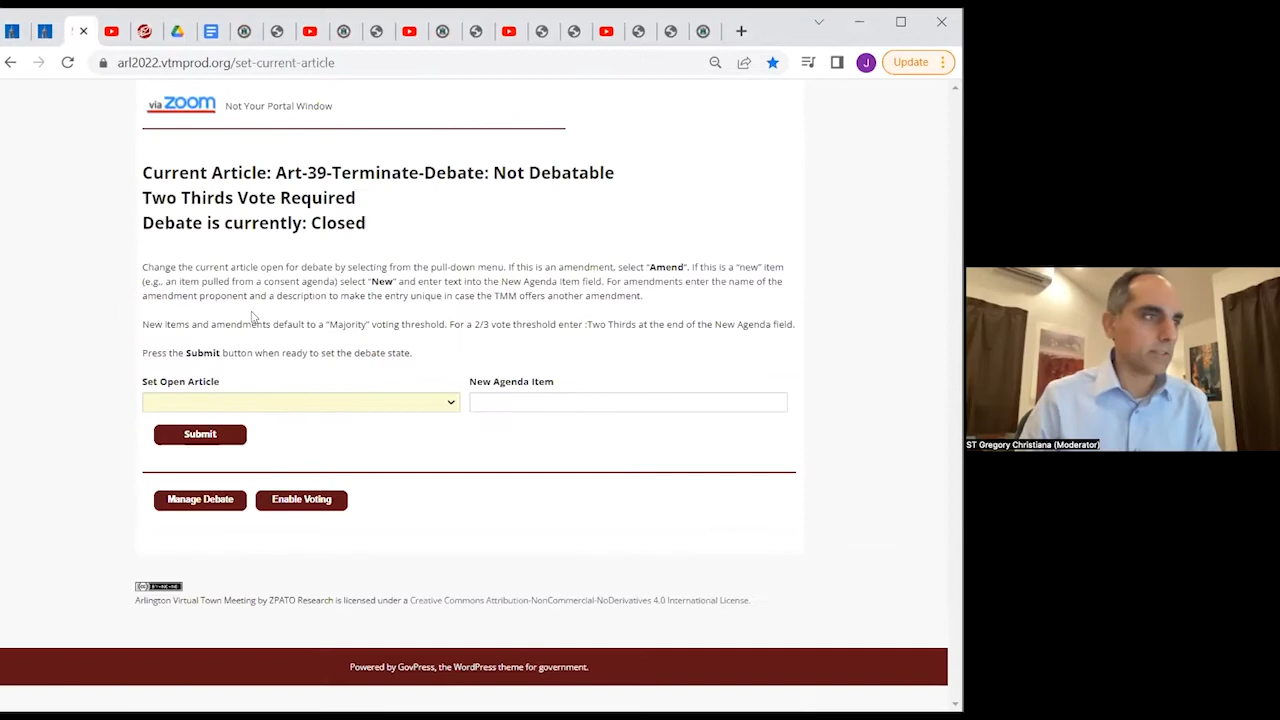 arl2022.vtmprod.org/set-current-article
J
Update
via zoom Not Your Portal Window
Current Article: Art-39-Terminate-Debate: Not Debatable
Two Thirds Vote Required
Debate is currently: Closed
Change the current article open for debate by selecting from the pull-down menu. If this is an amendment, select "Amend". If this is a "new" item
(e.g., an item pulled from a consent agenda) select "New" and enter text into the New Agenda Item field. For amendments enter the name of the
amendment proponent and a description to make the entry unique in case the TMM offers another amendment.
New items and amendments default to a "Majority" voting threshold. For a 2/3 vote threshold enter :Two Thirds at the end of the New Agenda field.
Press the Submit button when ready to set the debate state.
Set Open Article New Agenda Item
Submit
Manage Debate Enable Voting
Arlington Virtual Town Meeting by ZPATO Research is licensed under a Creative Commons Attribution-NonCommercial-NoDerivatives 4.0 International License.
Powered by GovPress, the WordPress theme for government.
ST Gregory Christiana (Moderator)